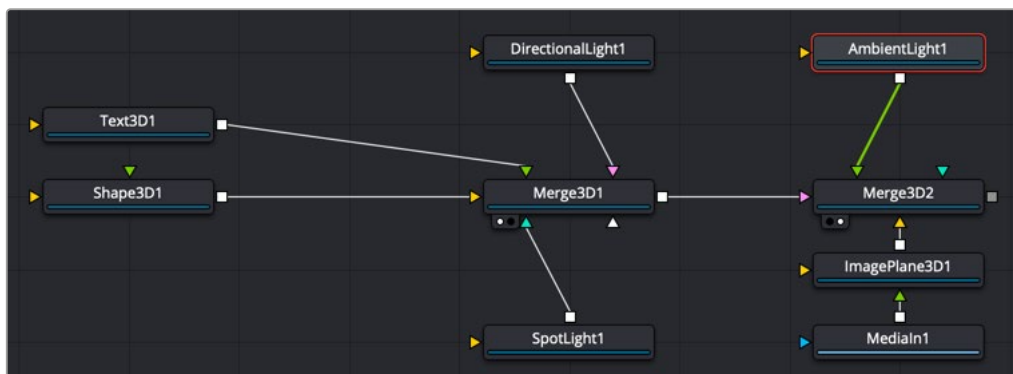 DirectionalLight1
AmbientLight1
Text3D1
Shape3D1
Merge3D1
Merge3D2
ImagePlane3D1
SpotLight1
MediaIn1